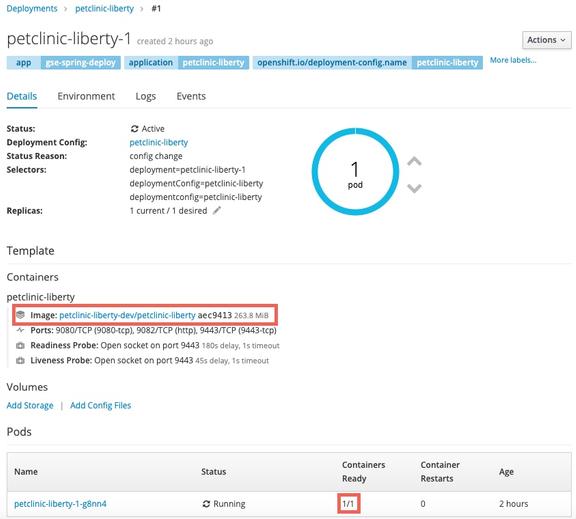 Deployments › petclinic-liberty › #1
petclinic-liberty-1 created 2 hours ago
Actions
app gse-spring-deploy application petclinic-liberty openshift.io/deployment-config.name petclinic-liberty More labels...
Details Environment Logs Events
Status: Active
Deployment Config: petclinic-liberty
Status Reason: config change
Selectors: deployment=petclinic-liberty-1
deploymentConfig=petclinic-liberty
deploymentconfig=petclinic-liberty
Replicas: 1 current / 1 desired
1
pod
Template
Containers
petclinic-liberty
Image: petclinic-liberty-dev/petclinic-liberty aec9413 263.8 MiB
Ports: 9080/TCP (9080-tcp), 9082/TCP (http), 9443/TCP (9443-tcp)
Readiness Probe: Open socket on port 9443 180s delay, 1s timeout
Liveness Probe: Open socket on port 9443 45s delay, 1s timeout
Volumes
Add Storage | Add Config Files
Pods
Name Status Containers Ready Container Restarts Age
petclinic-liberty-1-g8nn4 Running 1/1 0 2 hours